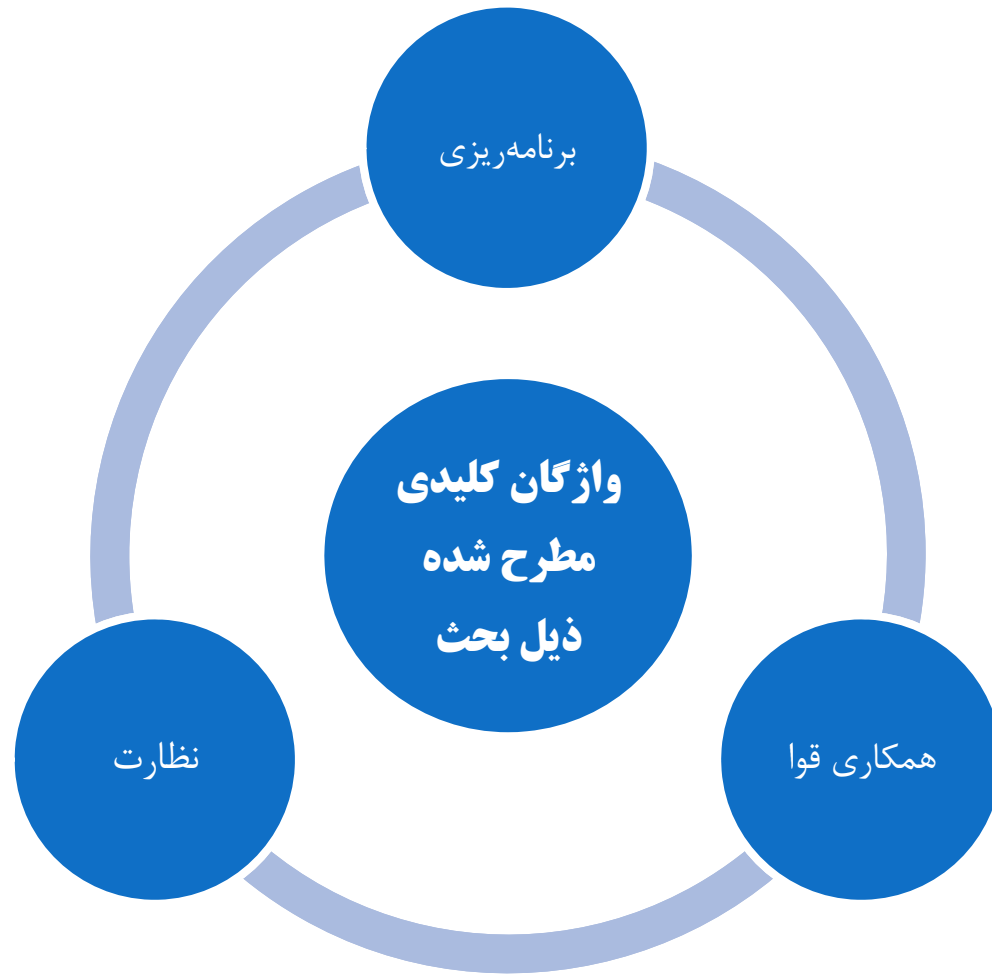 برنامه‌ریزی
واژگان کلیدی
مطرح شده
ذیل بحث
همکاری قوا
نظارت